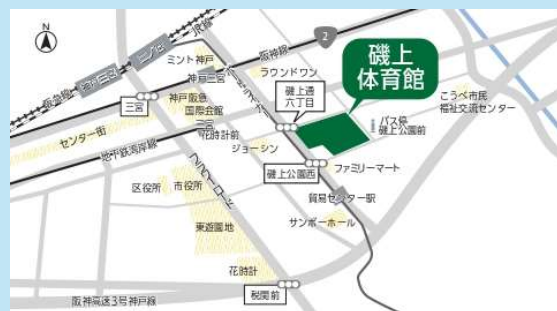 JR線
2
阪神線
ミント神戸
神戸三宮
ラウンドワン
磯上
体育館
三宮
神戸阪急
国際会館
磯上通
六丁目
こうべ市民
福祉交流センター
バス停
磯上公園前
センター街
花時計前
ジョーシン
地下鉄海岸線
磯上公園西
ファミリーマート
フラワーロード
区役所
市役所
貿易センター駅
サンボーホール
東遊園地
花時計
税関前
阪神高速3号神戸線
N